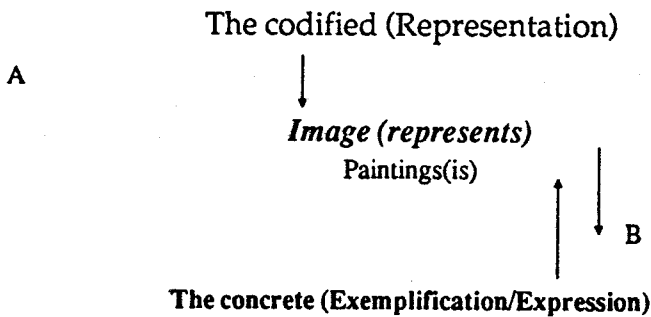 The codified (Representation)
A
Image (represents)
Paintings(is)
B
The concrete (Exemplification/Expression)